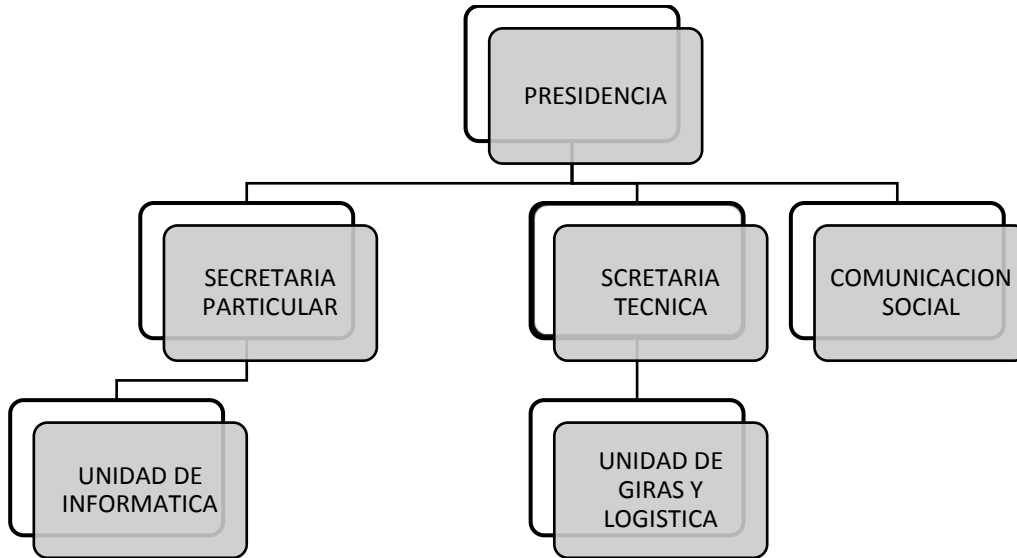 PRESIDENCIA
SECRETARIA
PARTICULAR
SCRETARIA
TECNICA
COMUNICACION
SOCIAL
UNIDAD DE
INFORMATICA
UNIDAD DE
GIRAS Y
LOGISTICA